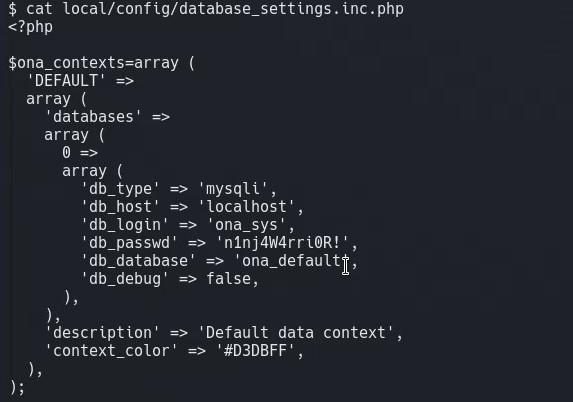 $ cat local/config/database_settings.inc.php
<?php

$ona_contexts=array (
  'DEFAULT' =>
  array (
    'databases' =>
    array (
      0 =>
      array (
        'db_type' => 'mysqli',
        'db_host' => 'localhost',
        'db_login' => 'ona_sys',
        'db_passwd' => 'n1nj4W4rri0R!',
        'db_database' => 'ona_default',
        'db_debug' => false,
      ),
    ),
    'description' => 'Default data context',
    'context_color' => '#D3DBFF',
  ),
);